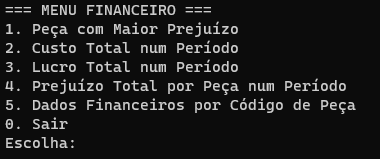 === MENU FINANCEIRO ===
1. Peça com Maior Prejuízo
2. Custo Total num Período
3. Lucro Total num Período
4. Prejuízo Total por Peça num Período
5. Dados Financeiros por Código de Peça
0. Sair
Escolha: